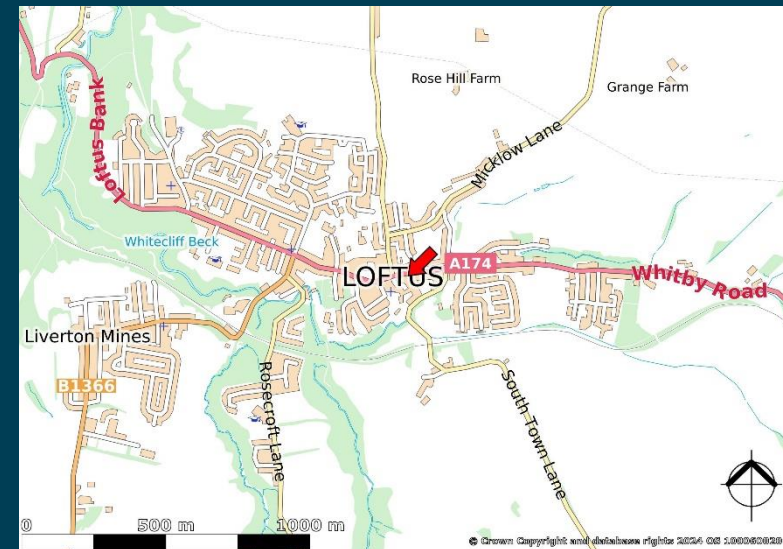 Rose Hill Farm
Grange Farm
Loftus Bank
Micklow Lane
Whitecliff Beck
LOFTUS
A174
Whitby Road
Liverton Mines
B1366
Rosecroft Lane
South Town Lane
0 500 m 1000 m
© Crown Copyright and database rights 2024 OS 100060020